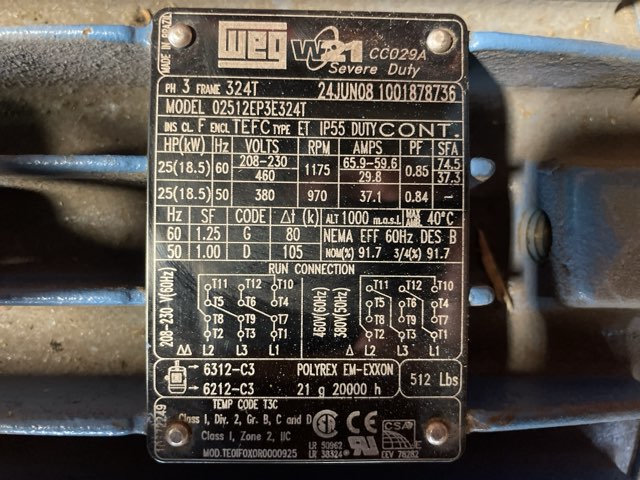 MADE IN BRAZIL
WEG W21 CC029A
Severe Duty
PH 3 FRAME 324T 24JUN08 1001878736
MODEL 02512EP3E324T
INS CL F ENCL TEFC TYPE ET IP55 DUTY CONT.
HP(kW) Hz VOLTS RPM AMPS PF SFA
25(18.5) 60 208-230 460 1175 65.9-59.6 29.8 0.85 74.5 37.3
25(18.5) 50 380 970 37.1 0.84 –
Hz SF CODE Δt (k) ALT 1000 m.a.s.l. MAX AMB. 40°C
60 1.25 G 80 NEMA EFF 60Hz DES B
50 1.00 D 105 NOM(%) 91.7 3/4(%) 91.7
RUN CONNECTION
208-230 V(60Hz)
T11 T12 T10
T5 T6 T4
T8 T9 T7
T2 T3 T1
ΔΔ L2 L3 L1
460V(60Hz)
380V(50Hz)
T11 T12 T10
T5 T6 T4
T8 T9 T7
T2 T3 T1
Δ L2 L3 L1
→ 6312-C3 POLYREX EM-EXXON
→ 6212-C3 21 g 20000 h
512 Lbs
TEMP CODE T3C
Class I, Div. 2, Gr. B, C and D
Class I, Zone 2, IIC
MOD.TE01F0X0R0000925
SA CE
LR 50962
LR 38324
CSA E
EEV 78282